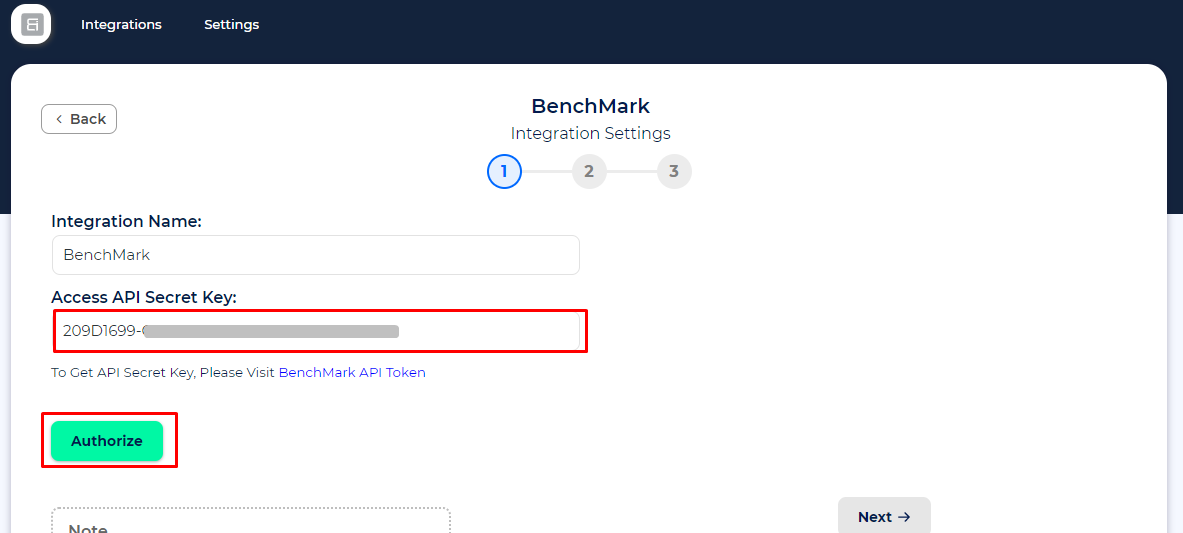 Integrations Settings
BenchMark
Back
Integration Settings
1 2 3
Integration Name:
BenchMark
Access API Secret Key:
209D1699-
To Get API Secret Key, Please Visit BenchMark API Token
Authorize
Next →
Note